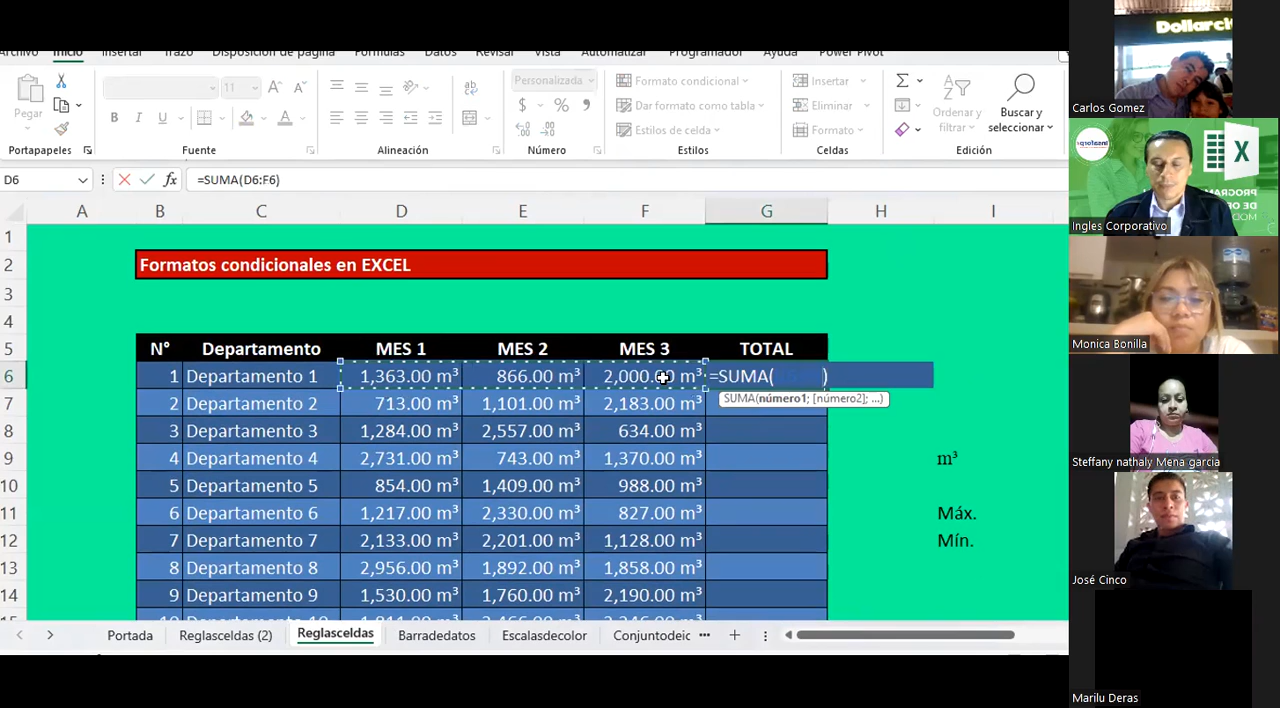 Archivo Inicio Insertar Trazo Disposición de página Fórmulas Datos Revisar Vista Automatizar Programador Ayuda Power Pivot
Pegar
11
Personalizada
Formato condicional
Dar formato como tabla
Estilos de celda
Insertar
Eliminar
Formato
Ordenar y filtrar
Buscar y seleccionar
Portapapeles Fuente Alineación Número Estilos Celdas Edición
D6 fx =SUMA(D6:F6)
A B C D E F G H I
1
2 Formatos condicionales en EXCEL
3
4
5 N° Departamento MES 1 MES 2 MES 3 TOTAL
6 1 Departamento 1 1,363.00 m³ 866.00 m³ 2,000.00 m³ =SUMA( )
SUMA(número1; [número2]; ...)
7 2 Departamento 2 713.00 m³ 1,101.00 m³ 2,183.00 m³
8 3 Departamento 3 1,284.00 m³ 2,557.00 m³ 634.00 m³
9 4 Departamento 4 2,731.00 m³ 743.00 m³ 1,370.00 m³ m³
10 5 Departamento 5 854.00 m³ 1,409.00 m³ 988.00 m³
11 6 Departamento 6 1,217.00 m³ 2,330.00 m³ 827.00 m³ Máx.
12 7 Departamento 7 2,133.00 m³ 2,201.00 m³ 1,128.00 m³ Mín.
13 8 Departamento 8 2,956.00 m³ 1,892.00 m³ 1,858.00 m³
14 9 Departamento 9 1,530.00 m³ 1,760.00 m³ 2,190.00 m³
Portada Reglasceldas (2) Reglasceldas Barradedatos Escalasdecolor Conjuntodeic ...
Dollarci
Carlos Gomez
X
PROGRAMA
DE
Ingles Corporativo
Monica Bonilla
Steffany nathaly Mena garcia
José Cinco
Marilu Deras